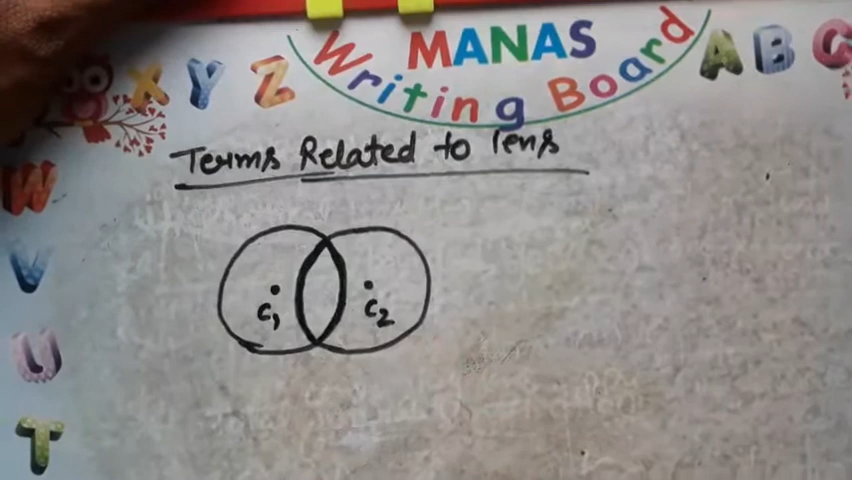 MANAS
Writing Board
X Y Z
A B C
W
V
U
T
Terms Related to lens
C1
C2